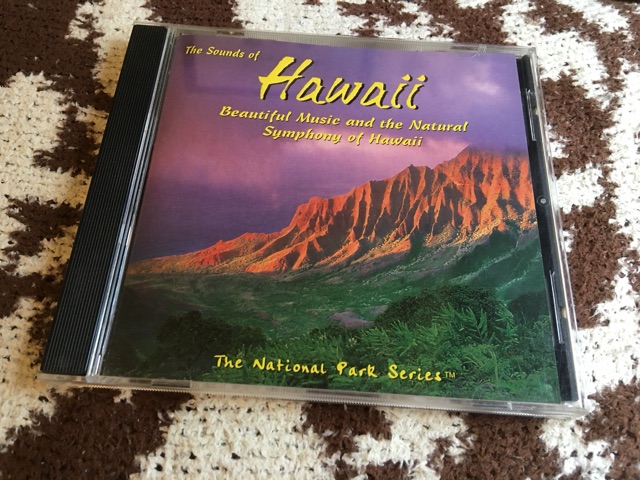 The Sounds of
Hawaii
Beautiful Music and the Natural
Symphony of Hawaii
The National Park Series™